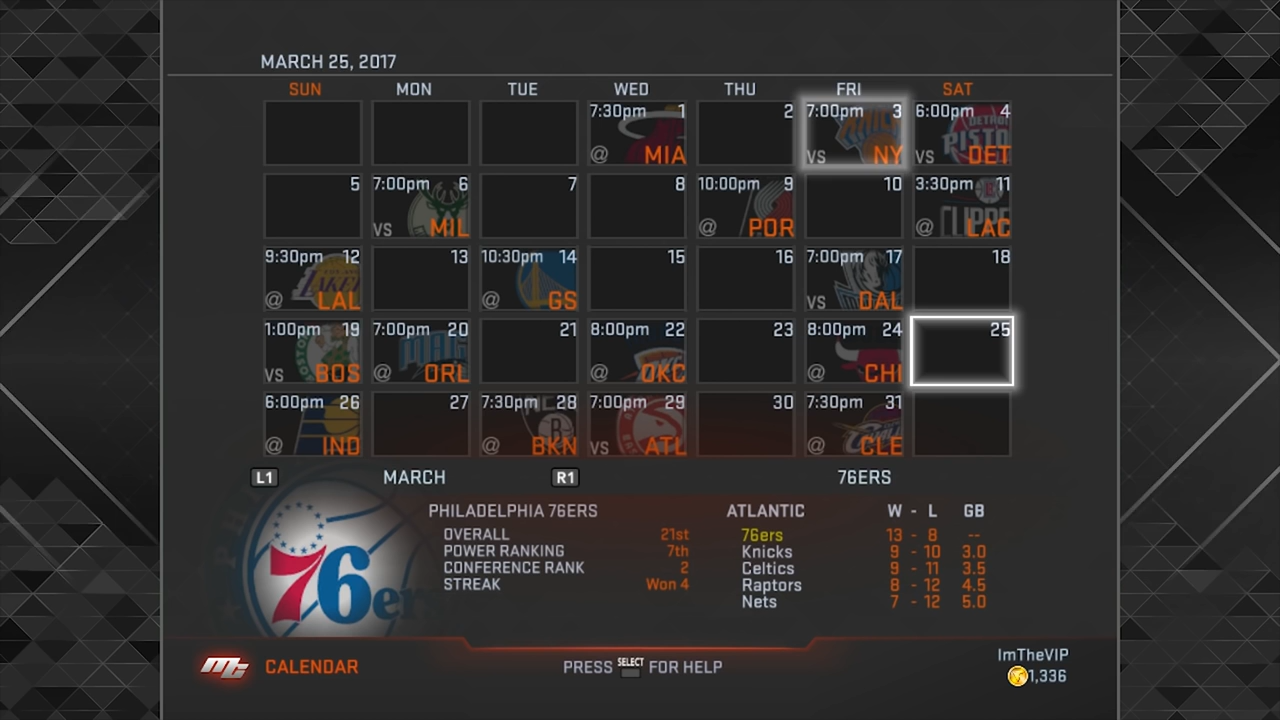 MARCH 25, 2017
SUN MON TUE WED THU FRI SAT
7:30pm 1 2 7:00pm 3 6:00pm 4
@ MIA VS NY VS DET
5 7:00pm 6 7 8 10:00pm 9 10 3:30pm 11
VS MIL @ POR @ LAC
9:30pm 12 13 10:30pm 14 15 16 7:00pm 17 18
@ LAL @ GS VS DAL
1:00pm 19 7:00pm 20 21 8:00pm 22 23 8:00pm 24 25
VS BOS @ ORL @ OKC @ CHI
6:00pm 26 27 7:30pm 28 7:00pm 29 30 7:30pm 31
@ IND @ BKN VS ATL @ CLE
L1 MARCH R1 76ERS
PHILADELPHIA 76ERS ATLANTIC W - L GB
OVERALL 21st 76ers 13 - 8 --
POWER RANKING 7th Knicks 9 - 10 3.0
CONFERENCE RANK 2 Celtics 9 - 11 3.5
STREAK Won 4 Raptors 8 - 12 4.5
Nets 7 - 12 5.0
76ers
MG CALENDAR PRESS SELECT FOR HELP ImTheVIP
1,336